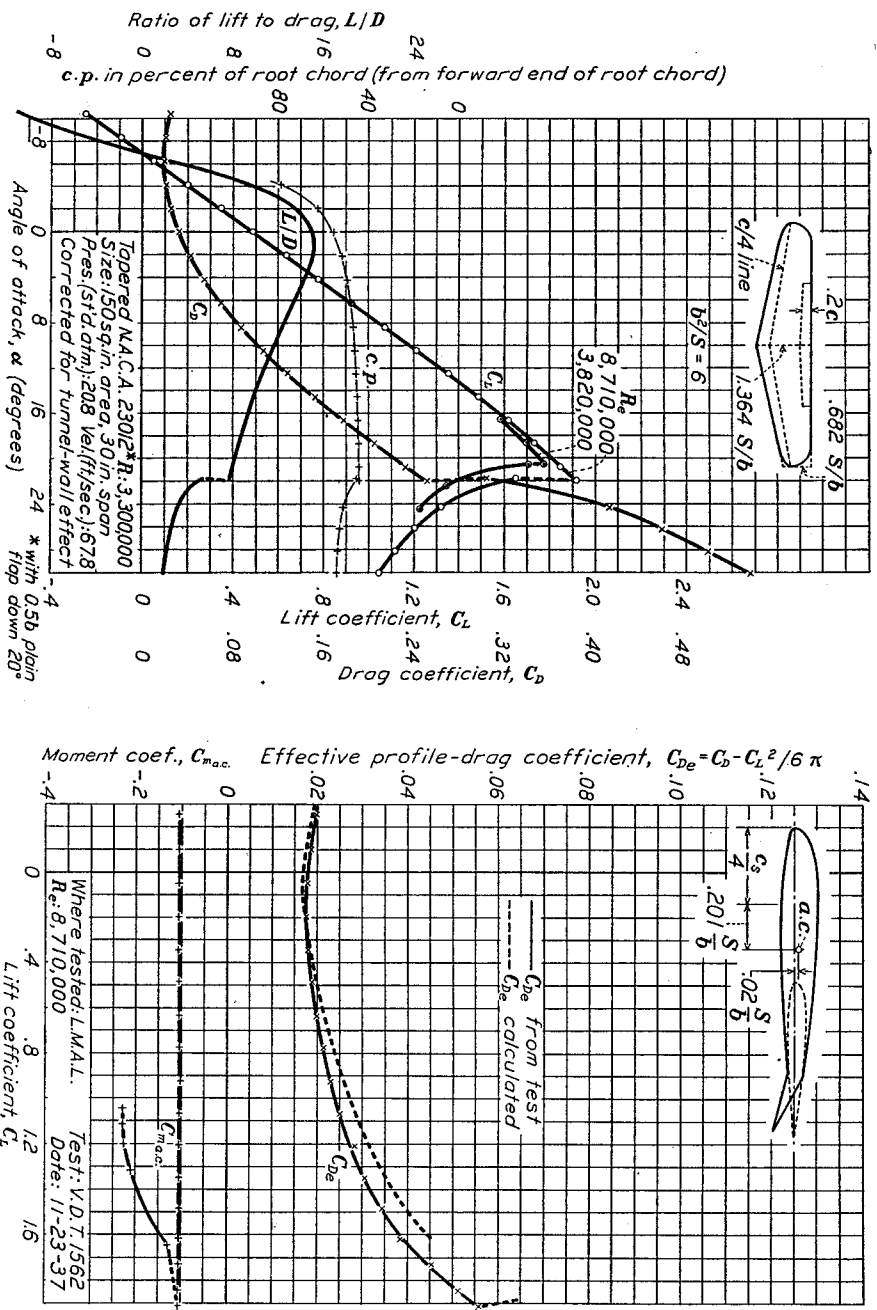 Ratio of lift to drag, L/D
-8
0
8
16
24
c.p. in percent of root chord (from forward end of root chord)
80
40
0
-8
0
8
16
24
Angle of attack, α (degrees)
.2c
.682 S/b
c/4 line
1.364 S/b
b²/S = 6
Rₑ
8,710,000
3,820,000
C_L
c.p.
L/D
C_D
Tapered N.A.C.A. 23012* R: 3,300,000
Size: 150 sq. in. area, 30 in. span
Pres. (st'd. atm.): 20.8 Vel. (ft/sec.): 67.8
Corrected for tunnel-wall effect
* with 0.5b plain
flap down 20°
-.4
0
.4
.8
1.2
1.6
2.0
2.4
Lift coefficient, C_L
0
.08
.16
.24
.32
.40
.48
Drag coefficient, C_D
Moment coef., C_m a.c.
Effective profile-drag coefficient, C_De = C_D - C_L²/6 π
-.4
-.2
0
.02
.04
.06
.08
.10
.12
.14
c_s/4
a.c.
.201 S/b
.02 S/b
C_De from test
C_De calculated
C_De
C_m a.c.
Where tested: L.M.A.L. Test: V.D.T. 1562
Rₑ: 8,710,000 Date: 11-23-37
0
.4
.8
1.2
1.6
Lift coefficient, C_L